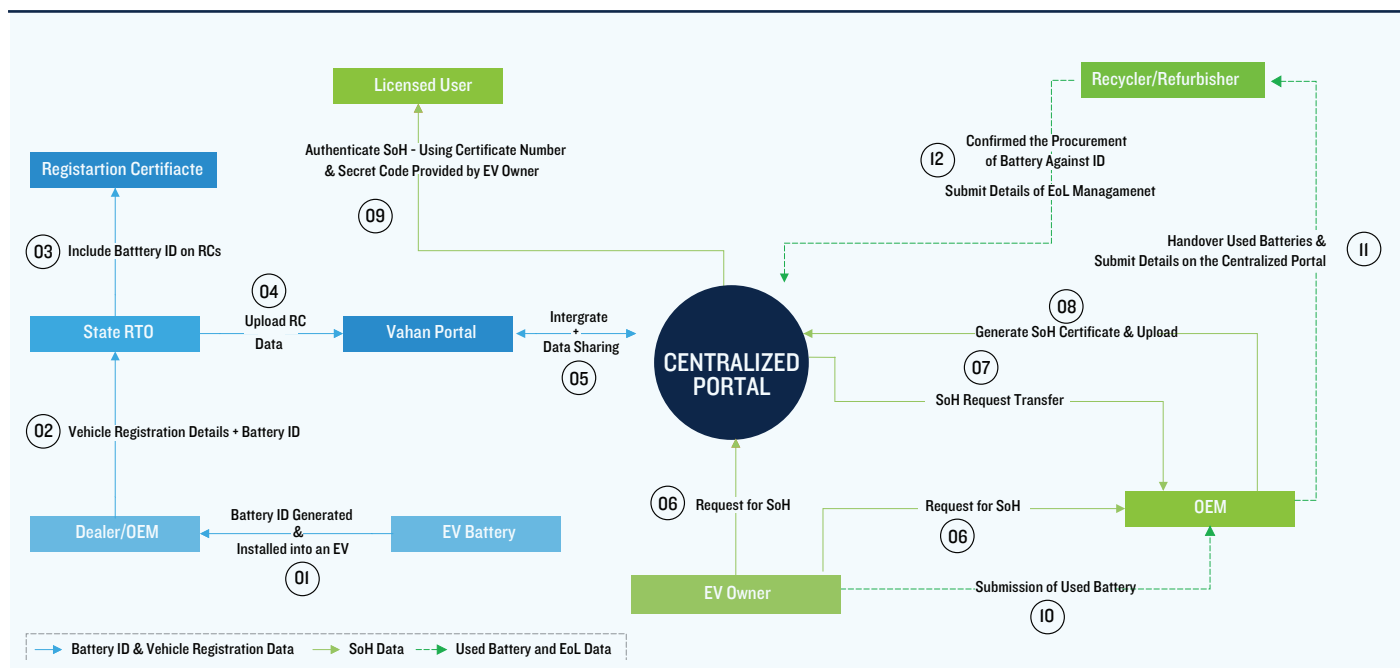 Licensed User
Recycler/Refurbisher
Authenticate SoH - Using Certificate Number
& Secret Code Provided by EV Owner
09
12
Confirmed the Procurement
of Battery Against ID
Submit Details of EoL Managamenet
Registartion Certifiacte
03
Include Batttery ID on RCs
11
Handover Used Batteries &
Submit Details on the Centralized Portal
04
Upload RC
Data
State RTO
Vahan Portal
Intergrate
+
Data Sharing
05
CENTRALIZED
PORTAL
08
Generate SoH Certificate & Upload
07
SoH Request Transfer
02
Vehicle Registration Details + Battery ID
Dealer/OEM
Battery ID Generated
&
Installed into an EV
01
EV Battery
06
Request for SoH
Request for SoH
06
OEM
EV Owner
Submission of Used Battery
10
Battery ID & Vehicle Registration Data
SoH Data
Used Battery and EoL Data